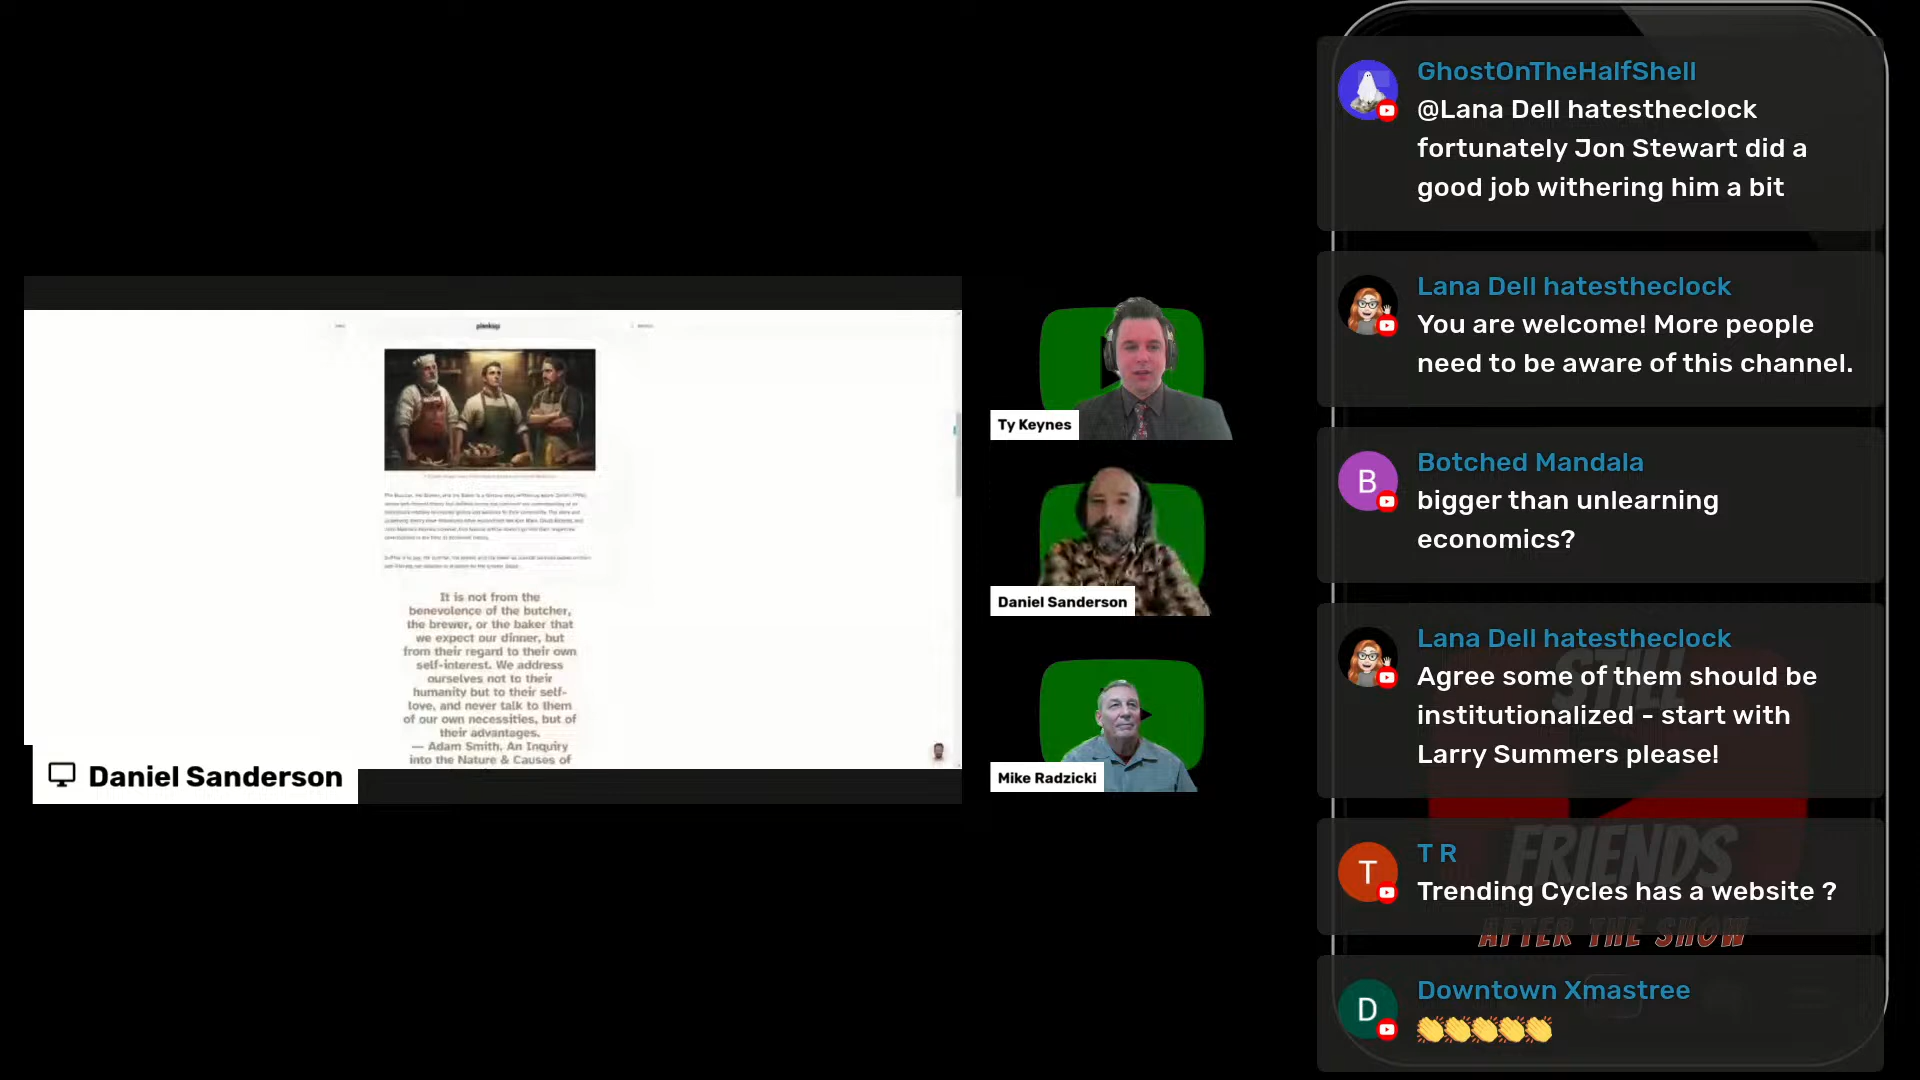 It is not from the
benevolence of the butcher,
the brewer, or the baker that
we expect our dinner, but
from their regard to their own
self-interest. We address
ourselves not to their
humanity but to their self-
love, and never talk to them
of our own necessities, but of
their advantages.
— Adam Smith, An Inquiry
into the Nature & Causes of
Daniel Sanderson
Ty Keynes
Daniel Sanderson
Mike Radzicki
GhostOnTheHalfShell
@Lana Dell hatestheclock
fortunately Jon Stewart did a
good job withering him a bit
Lana Dell hatestheclock
You are welcome! More people
need to be aware of this channel.
B
Botched Mandala
bigger than unlearning
economics?
Lana Dell hatestheclock
Agree some of them should be
institutionalized - start with
Larry Summers please!
STILL
FRIENDS
AFTER THE SHOW
T
T R
Trending Cycles has a website ?
D
Downtown Xmastree
👏👏👏👏👏